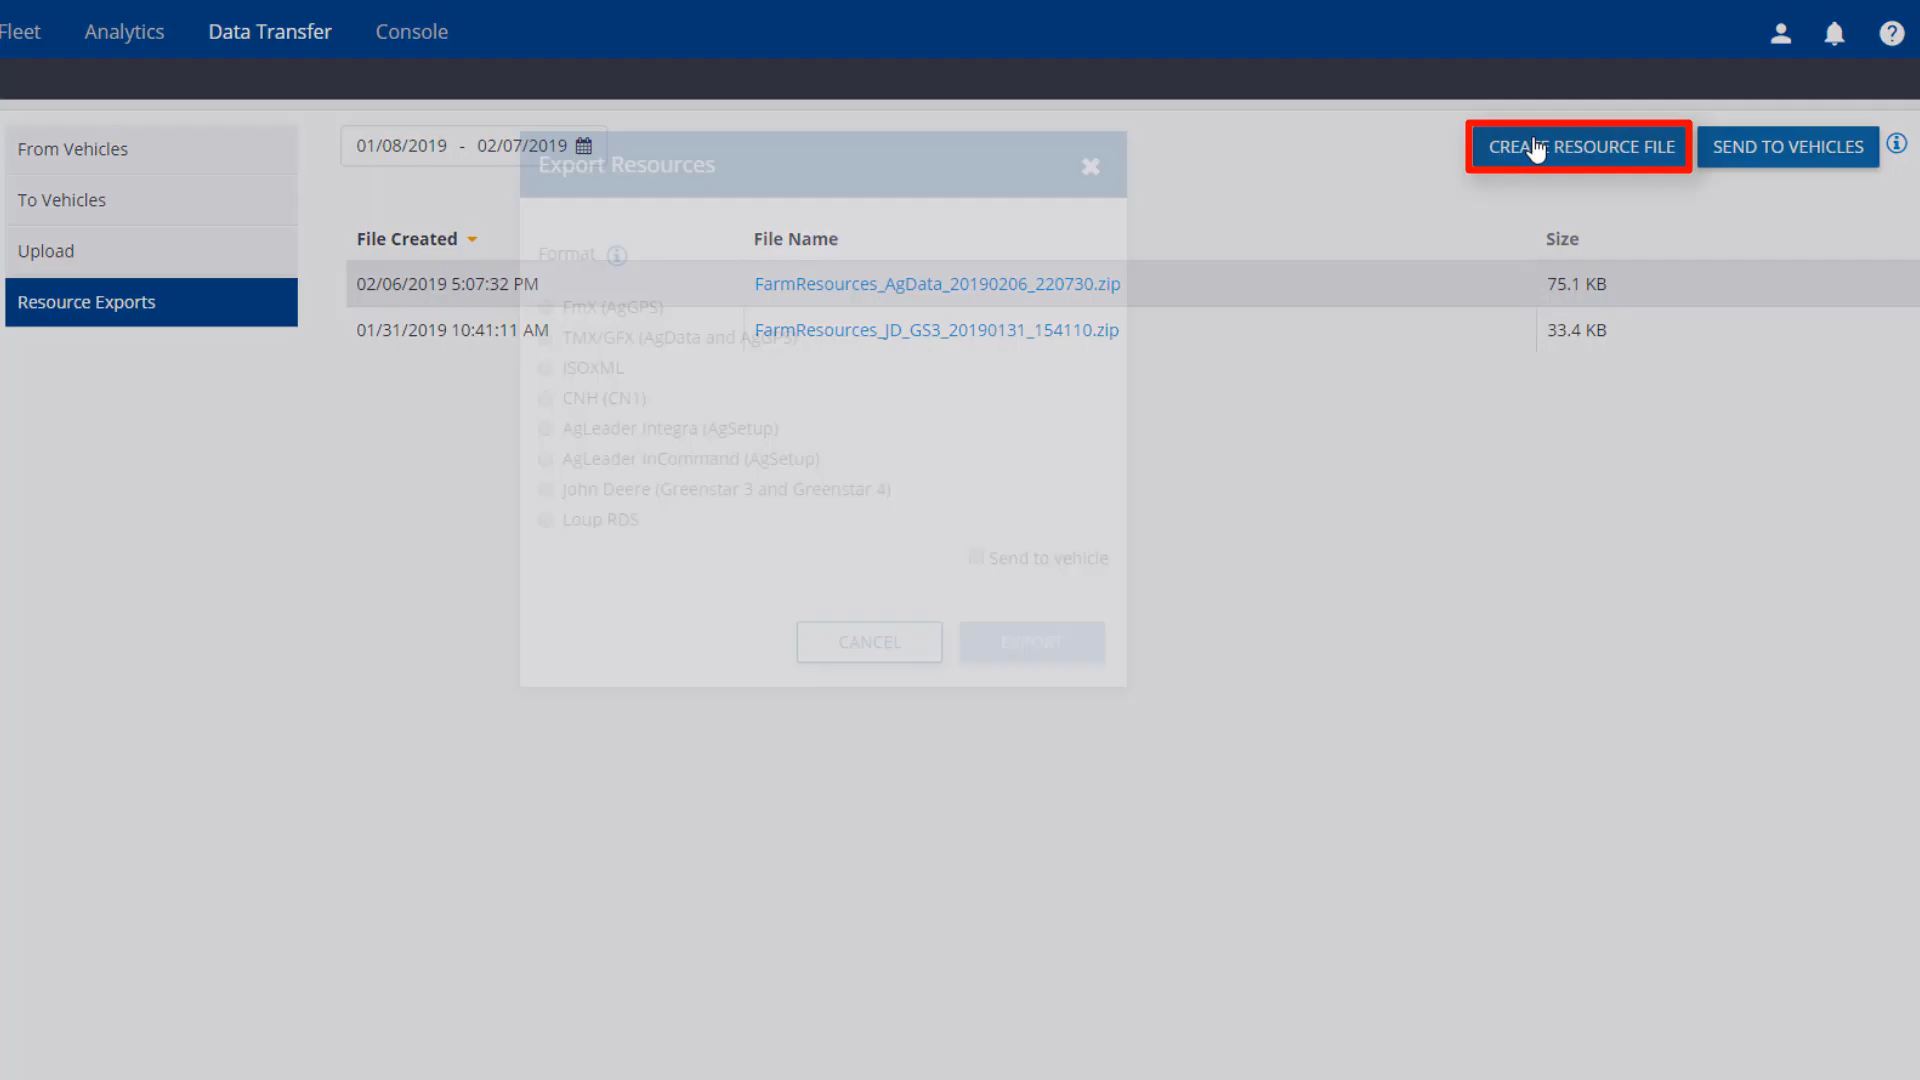 Fleet Analytics Data Transfer Console
From Vehicles
To Vehicles
Upload
Resource Exports
01/08/2019 - 02/07/2019
CREATE RESOURCE FILE
SEND TO VEHICLES
File Created File Name Size
02/06/2019 5:07:32 PM FarmResources_AgData_20190206_220730.zip 75.1 KB
01/31/2019 10:41:11 AM FarmResources_JD_GS3_20190131_154110.zip 33.4 KB
Export Resources
Format
FmX (AgGPS)
TMX/GFX (AgData and AgGPS)
ISOXML
CNH (CN1)
AgLeader Integra (AgSetup)
AgLeader InCommand (AgSetup)
John Deere (Greenstar 3 and Greenstar 4)
Loup RDS
Send to vehicle
CANCEL EXPORT